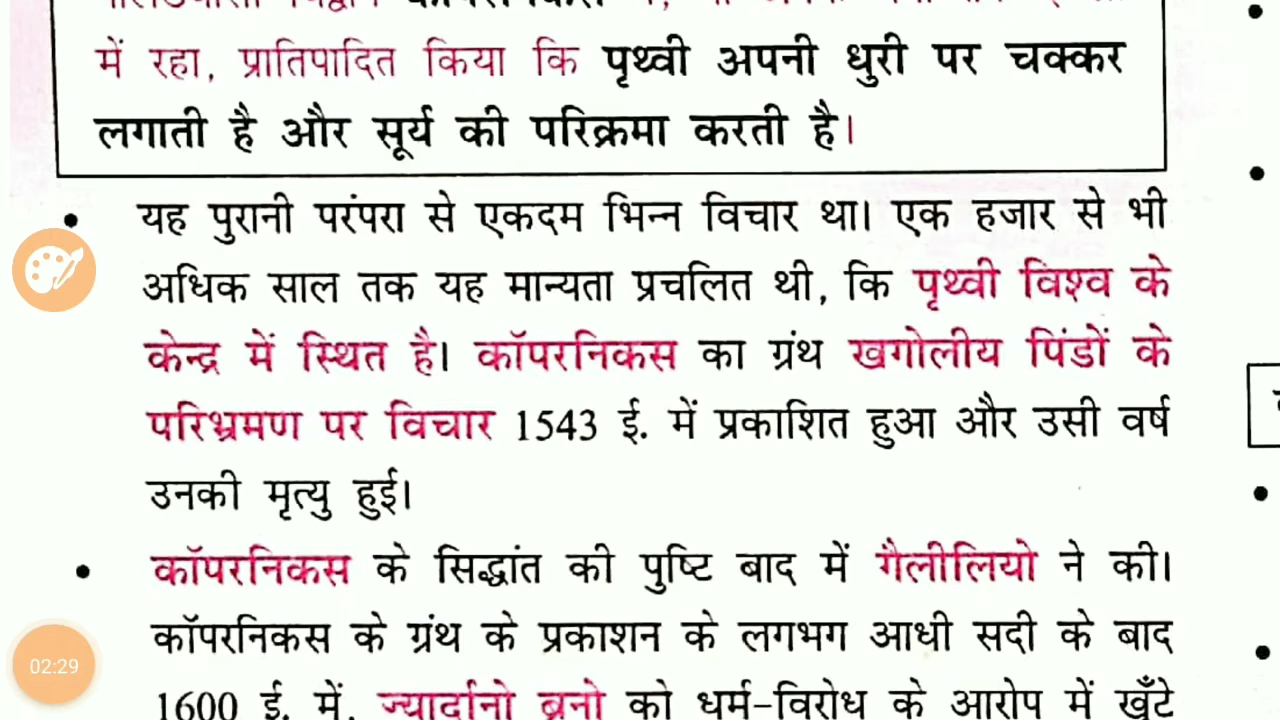 में रहा, प्रातिपादित किया कि पृथ्वी अपनी धुरी पर चक्कर
लगाती है और सूर्य की परिक्रमा करती है।
यह पुरानी परंपरा से एकदम भिन्न विचार था। एक हजार से भी
अधिक साल तक यह मान्यता प्रचलित थी, कि पृथ्वी विश्व के
केन्द्र में स्थित है। कॉपरनिकस का ग्रंथ खगोलीय पिंडों के
परिभ्रमण पर विचार 1543 ई. में प्रकाशित हुआ और उसी वर्ष
उनकी मृत्यु हुई।
कॉपरनिकस के सिद्धांत की पुष्टि बाद में गैलीलियो ने की।
कॉपरनिकस के ग्रंथ के प्रकाशन के लगभग आधी सदी के बाद
02:29
1600 ई. में, ज्यार्दानो ब्रूनो को धर्म-विरोध के आरोप में खूँटे